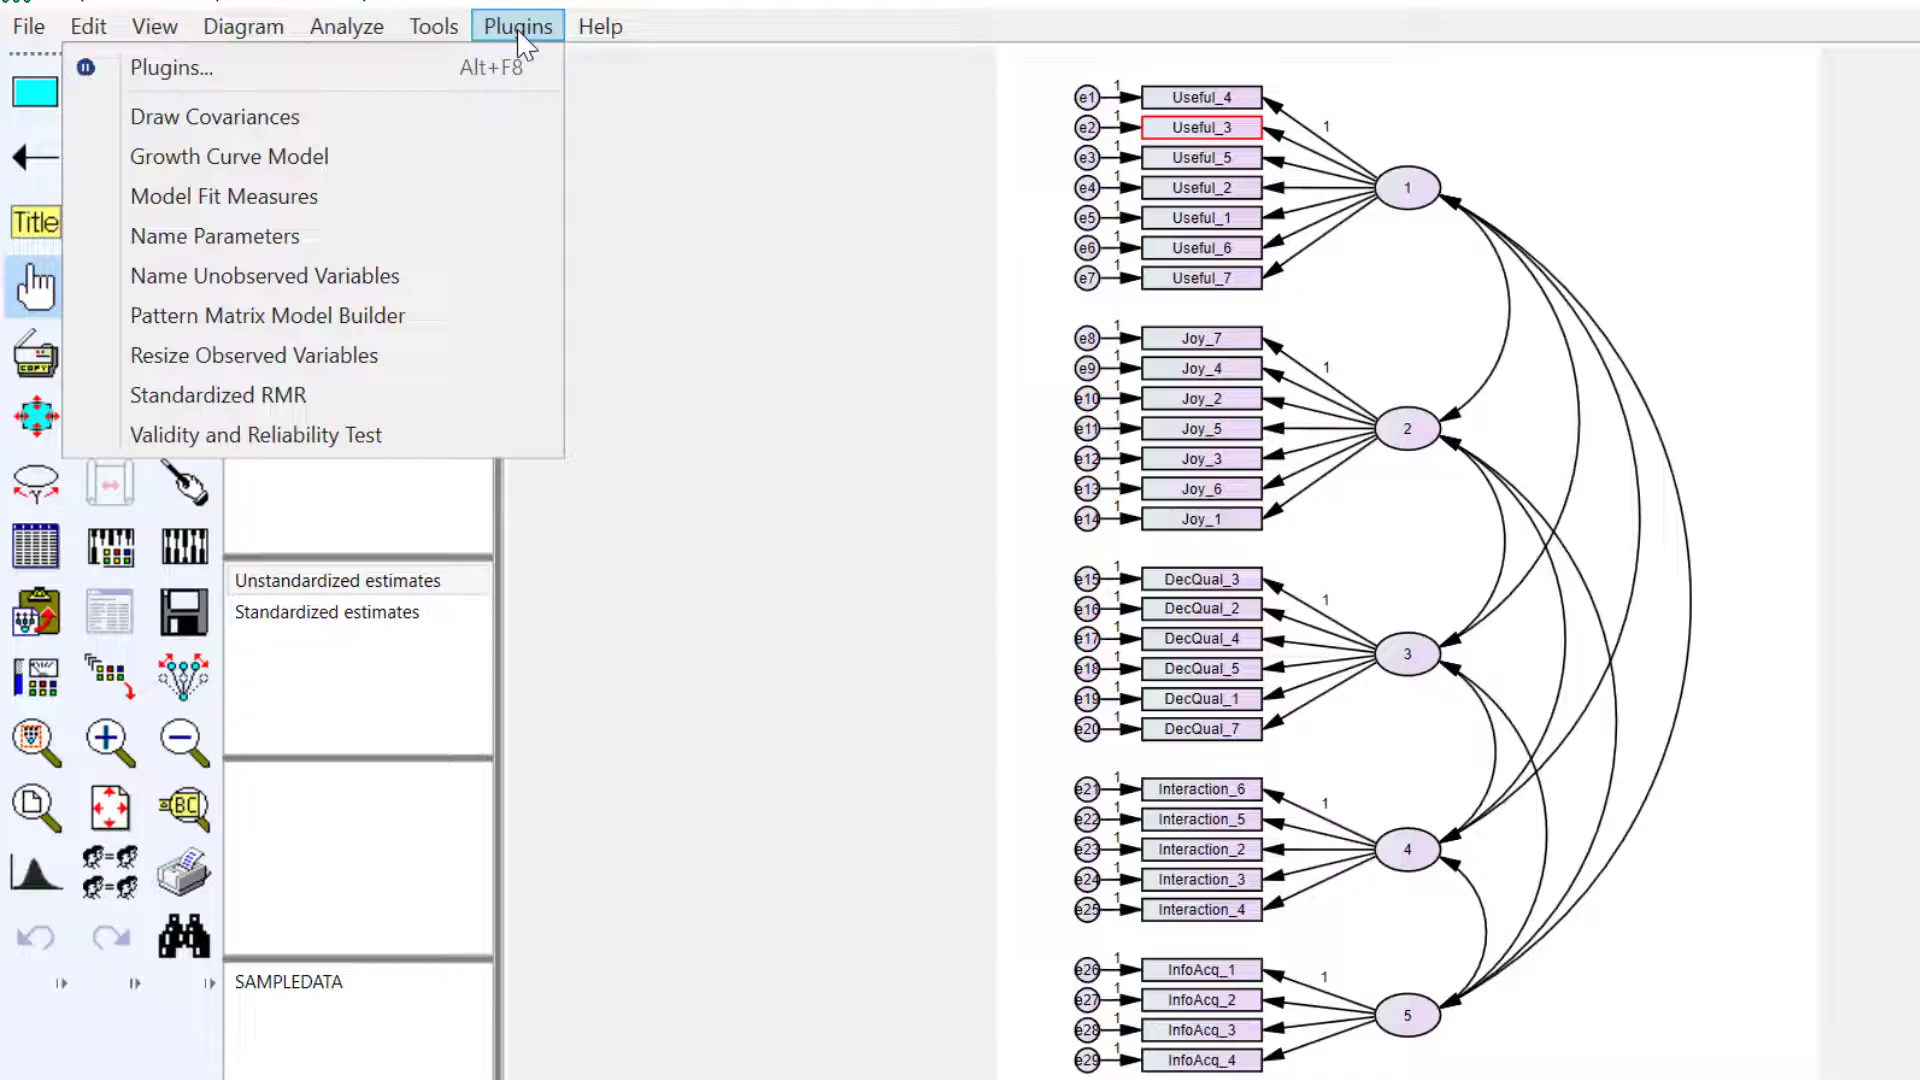 File Edit View Diagram Analyze Tools Plugins Help
Plugins... Alt+F8
Draw Covariances
Growth Curve Model
Model Fit Measures
Name Parameters
Name Unobserved Variables
Pattern Matrix Model Builder
Resize Observed Variables
Standardized RMR
Validity and Reliability Test
Title
COPY
γ
BC
Unstandardized estimates
Standardized estimates
SAMPLEDATA
e1 1 Useful_4
1
e2 1 Useful_3
e3 1 Useful_5
e4 1 Useful_2 1
e5 1 Useful_1
e6 1 Useful_6
e7 1 Useful_7
e8 1 Joy_7
e9 1 Joy_4 1
e10 1 Joy_2
e11 1 Joy_5 2
e12 1 Joy_3
e13 1 Joy_6
e14 1 Joy_1
e15 1 DecQual_3
e16 1 DecQual_2 1
e17 1 DecQual_4
3
e18 1 DecQual_5
e19 1 DecQual_1
e20 1 DecQual_7
e21 1 Interaction_6
1
e22 1 Interaction_5
e23 1 Interaction_2 4
e24 1 Interaction_3
e25 1 Interaction_4
e26 1 InfoAcq_1 1
e27 1 InfoAcq_2
5
e28 1 InfoAcq_3
e29 1 InfoAcq_4